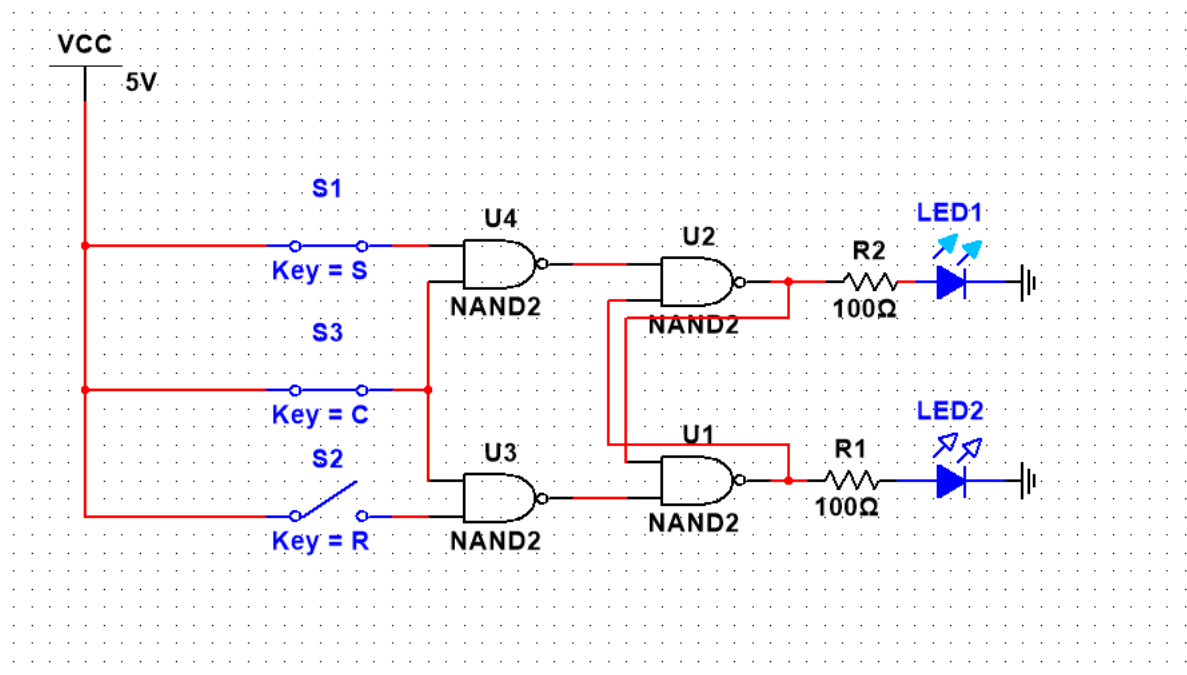 VCC
5V
S1
Key = S
U4
NAND2
U2
NAND2
R2
100Ω
LED1
S3
Key = C
S2
Key = R
U3
NAND2
U1
NAND2
R1
100Ω
LED2